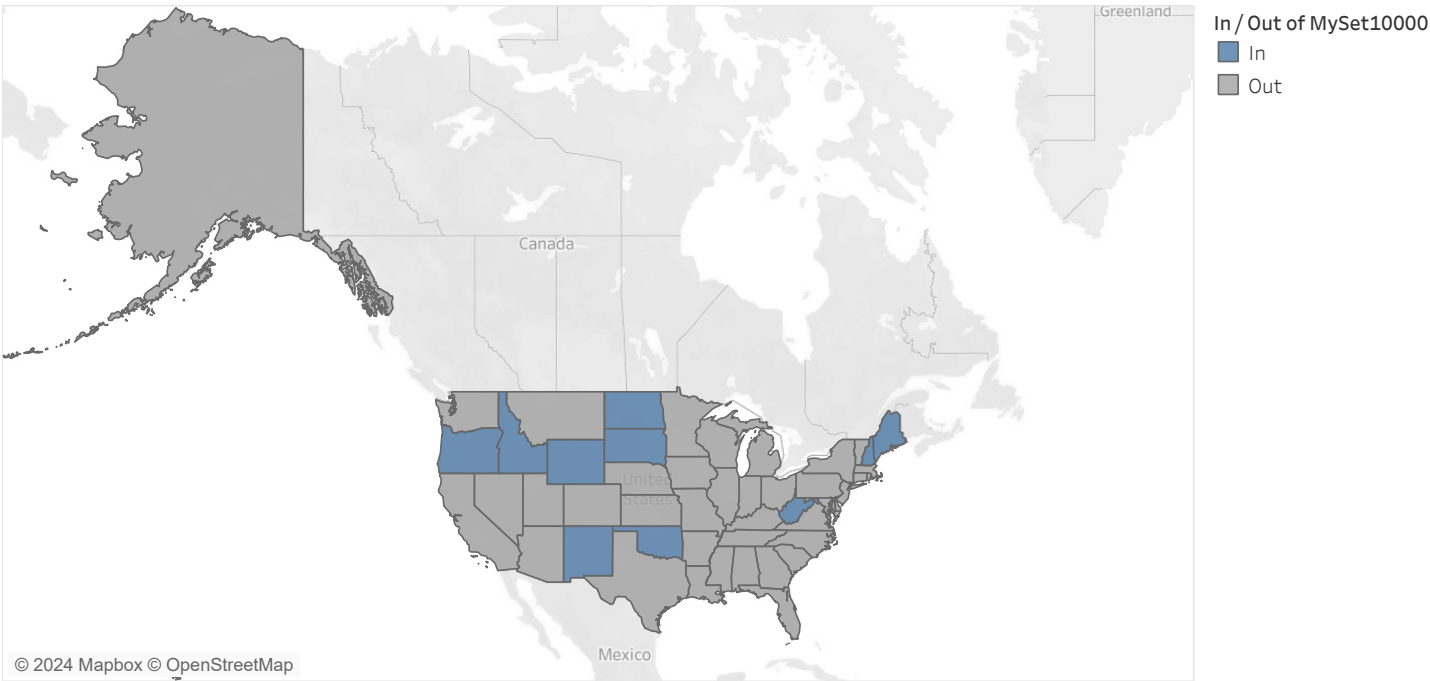 Greenland
Canada
United
States
Mexico
© 2024 Mapbox © OpenStreetMap
In / Out of MySet10000
In
Out